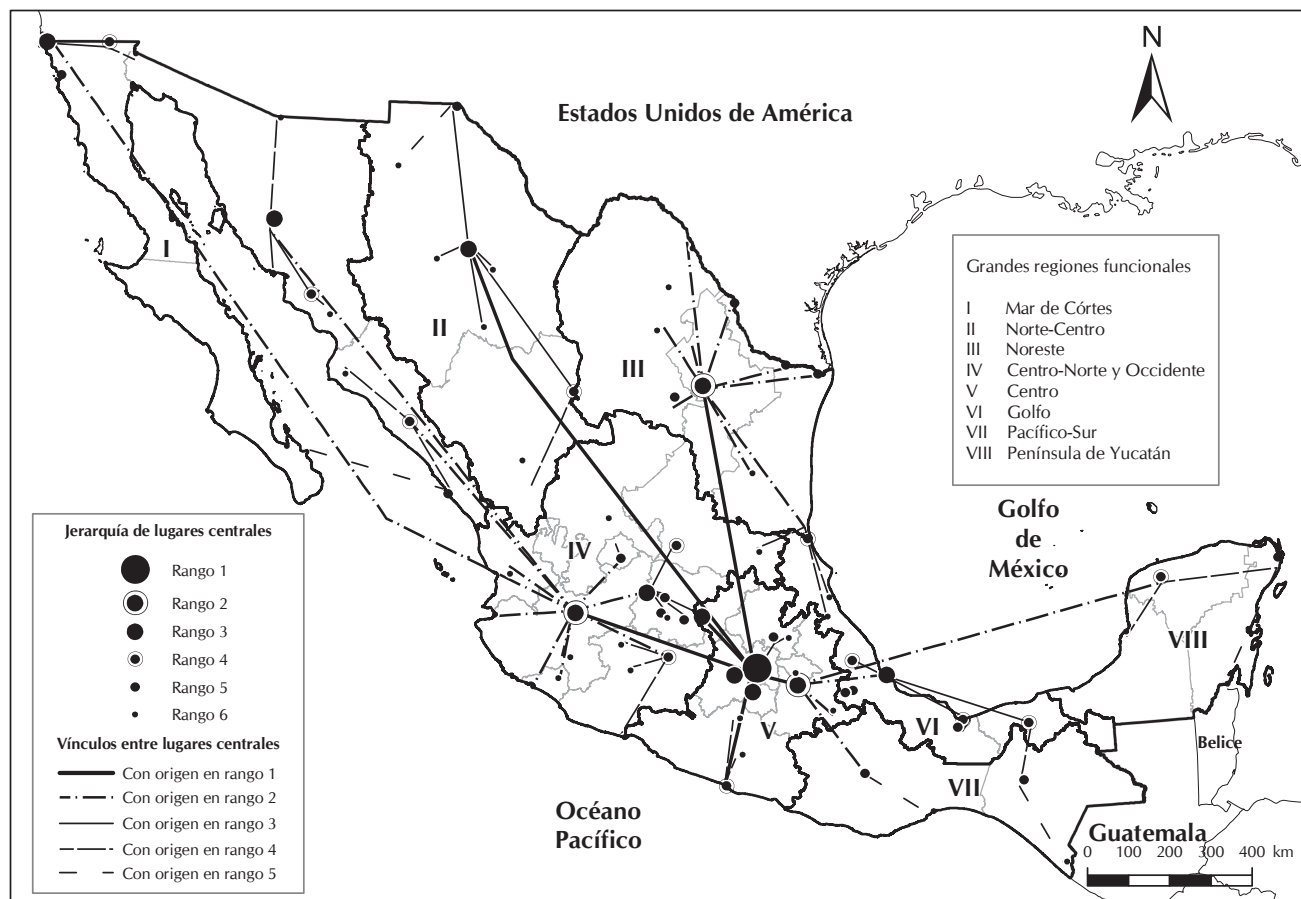 N
Estados Unidos de América
Grandes regiones funcionales
I Mar de Córtes
II Norte-Centro
III Noreste
IV Centro-Norte y Occidente
V Centro
VI Golfo
VII Pacífico-Sur
VIII Península de Yucatán
I
II
III
Golfo
de
México
Jerarquía de lugares centrales
Rango 1
Rango 2
Rango 3
Rango 4
Rango 5
Rango 6
Vínculos entre lugares centrales
Con origen en rango 1
Con origen en rango 2
Con origen en rango 3
Con origen en rango 4
Con origen en rango 5
IV
V
VI
VII
VIII
Belice
Océano
Pacífico
Guatemala
0 100 200 300 400 km